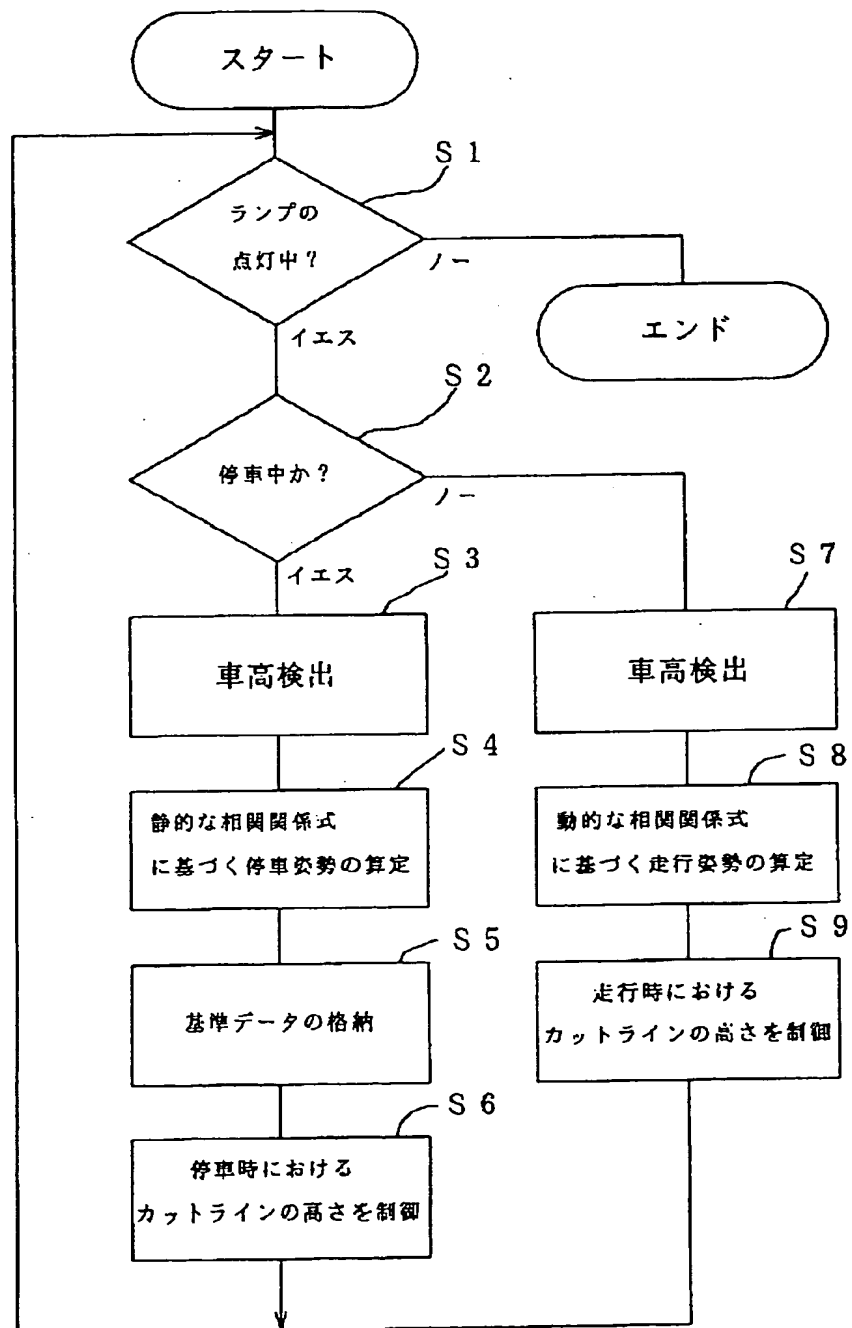 スタート
S 1
ランプの
点灯中?
ノー
エンド
イエス
S 2
停車中か?
ノー
イエス
S 3
車高検出
S 4
静的な相関関係式
に基づく停車姿勢の算定
S 5
基準データの格納
S 6
停車時における
カットラインの高さを制御
S 7
車高検出
S 8
動的な相関関係式
に基づく走行姿勢の算定
S 9
走行時における
カットラインの高さを制御